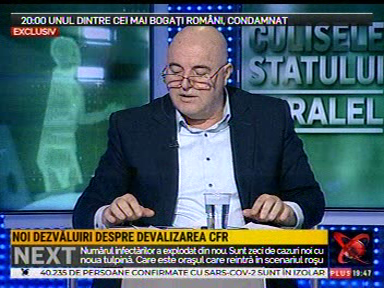 20:00 UNUL DINTRE CEI MAI BOGAȚI ROMÂNI, CONDAMNAT
EXCLUSIV
CULISELE
STATULUI
PARALEL
NOI DEZVĂLUIRI DESPRE DEVALIZAREA CFR
NEXT
Numărul infectărilor a explodat din nou. Sunt zeci de cazuri noi cu
noua tulpină. Care este orașul care reintră în scenariul roșu
40.235 DE PERSOANE CONFIRMATE CU SARS-COV-2 SUNT ÎN IZOLAR
PLUS 19:47